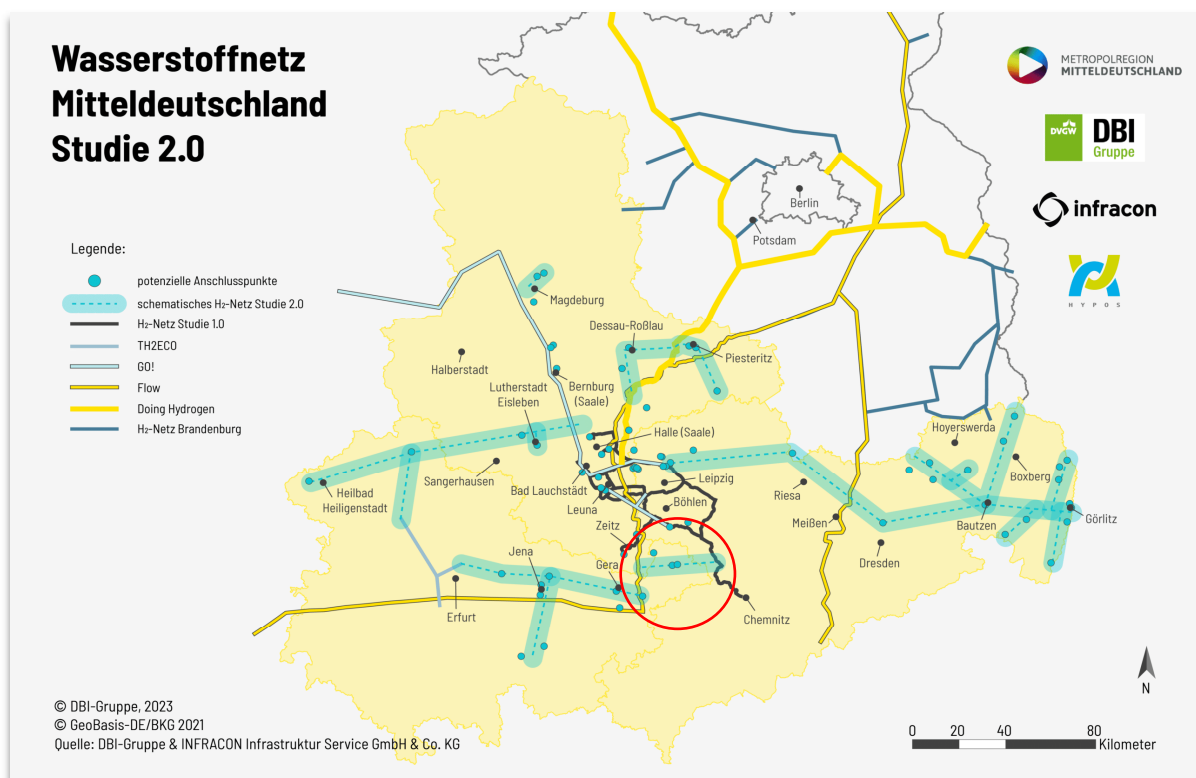 Wasserstoffnetz
Mitteldeutschland
Studie 2.0
METROPOLREGION
MITTELDEUTSCHLAND
DVGW
DBI
Gruppe
infracon
HYPOS
Legende:
potenzielle Anschlusspunkte
schematisches H₂-Netz Studie 2.0
H₂-Netz Studie 1.0
TH2ECO
GO!
Flow
Doing Hydrogen
H₂-Netz Brandenburg
Berlin
Potsdam
Magdeburg
Dessau-Roßlau
Piesteritz
Halberstadt
Lutherstadt
Eisleben
Bernburg
(Saale)
Halle (Saale)
Hoyerswerda
Boxberg
Sangerhausen
Bad Lauchstädt
Leipzig
Riesa
Heilbad
Heiligenstadt
Leuna
Böhlen
Meißen
Bautzen
Görlitz
Zeitz
Dresden
Jena
Gera
Erfurt
Chemnitz
N
© DBI-Gruppe, 2023
© GeoBasis-DE/BKG 2021
Quelle: DBI-Gruppe & INFRACON Infrastruktur Service GmbH & Co. KG
0 20 40 80
Kilometer